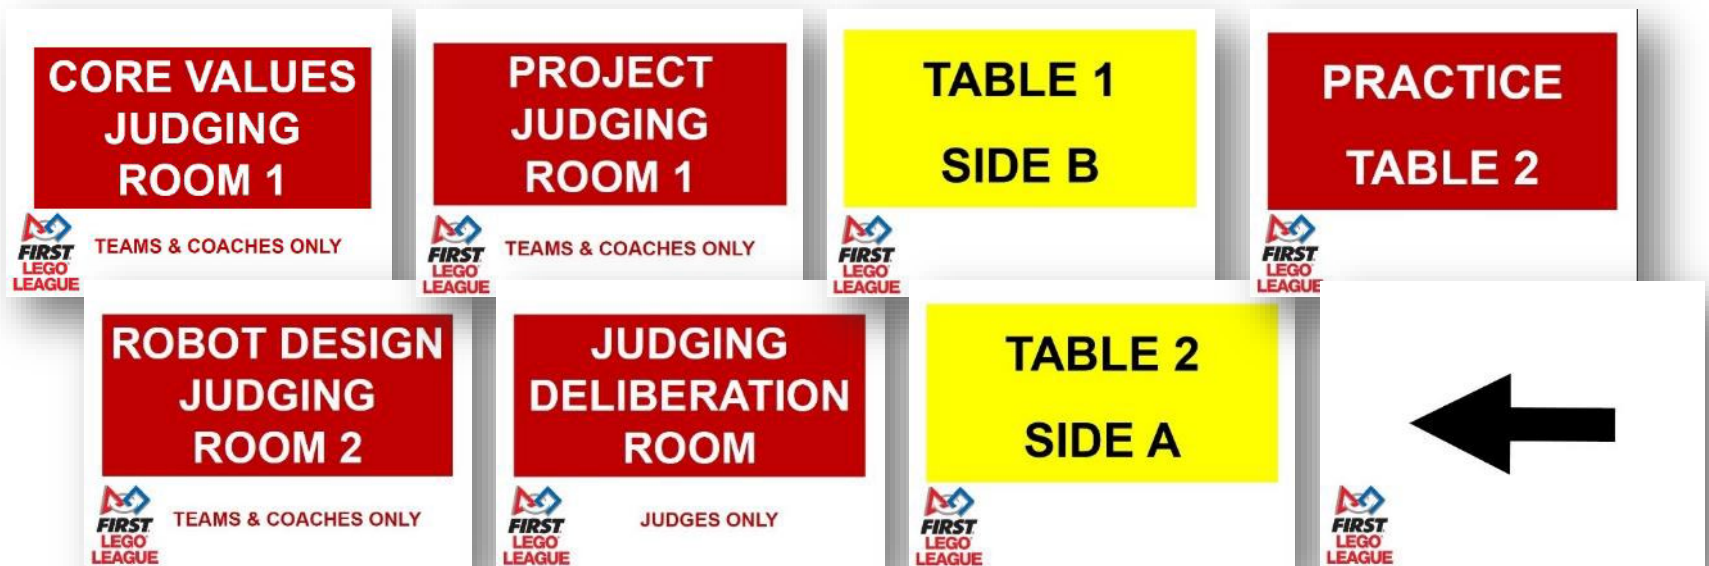 CORE VALUES
JUDGING
ROOM 1
TEAMS & COACHES ONLY
FIRST
LEGO
LEAGUE
PROJECT
JUDGING
ROOM 1
TEAMS & COACHES ONLY
FIRST
LEGO
LEAGUE
TABLE 1
SIDE B
FIRST
LEGO
LEAGUE
PRACTICE
TABLE 2
FIRST
LEGO
LEAGUE
ROBOT DESIGN
JUDGING
ROOM 2
TEAMS & COACHES ONLY
FIRST
LEGO
LEAGUE
JUDGING
DELIBERATION
ROOM
JUDGES ONLY
FIRST
LEGO
LEAGUE
TABLE 2
SIDE A
FIRST
LEGO
LEAGUE
FIRST
LEGO
LEAGUE